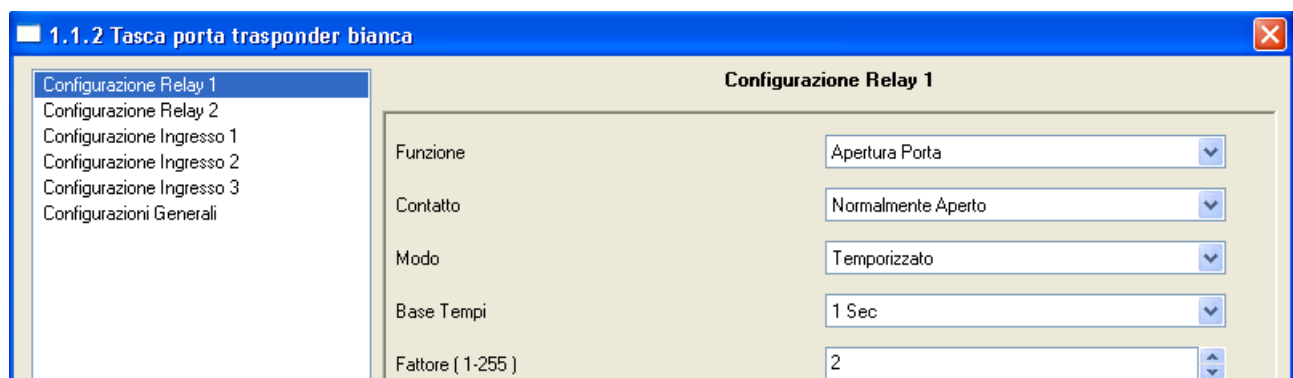 1.1.2 Tasca porta trasponder bianca
Configurazione Relay 1
Configurazione Relay 2
Configurazione Ingresso 1
Configurazione Ingresso 2
Configurazione Ingresso 3
Configurazioni Generali
Configurazione Relay 1
Funzione Apertura Porta
Contatto Normalmente Aperto
Modo Temporizzato
Base Tempi 1 Sec
Fattore ( 1-255 ) 2